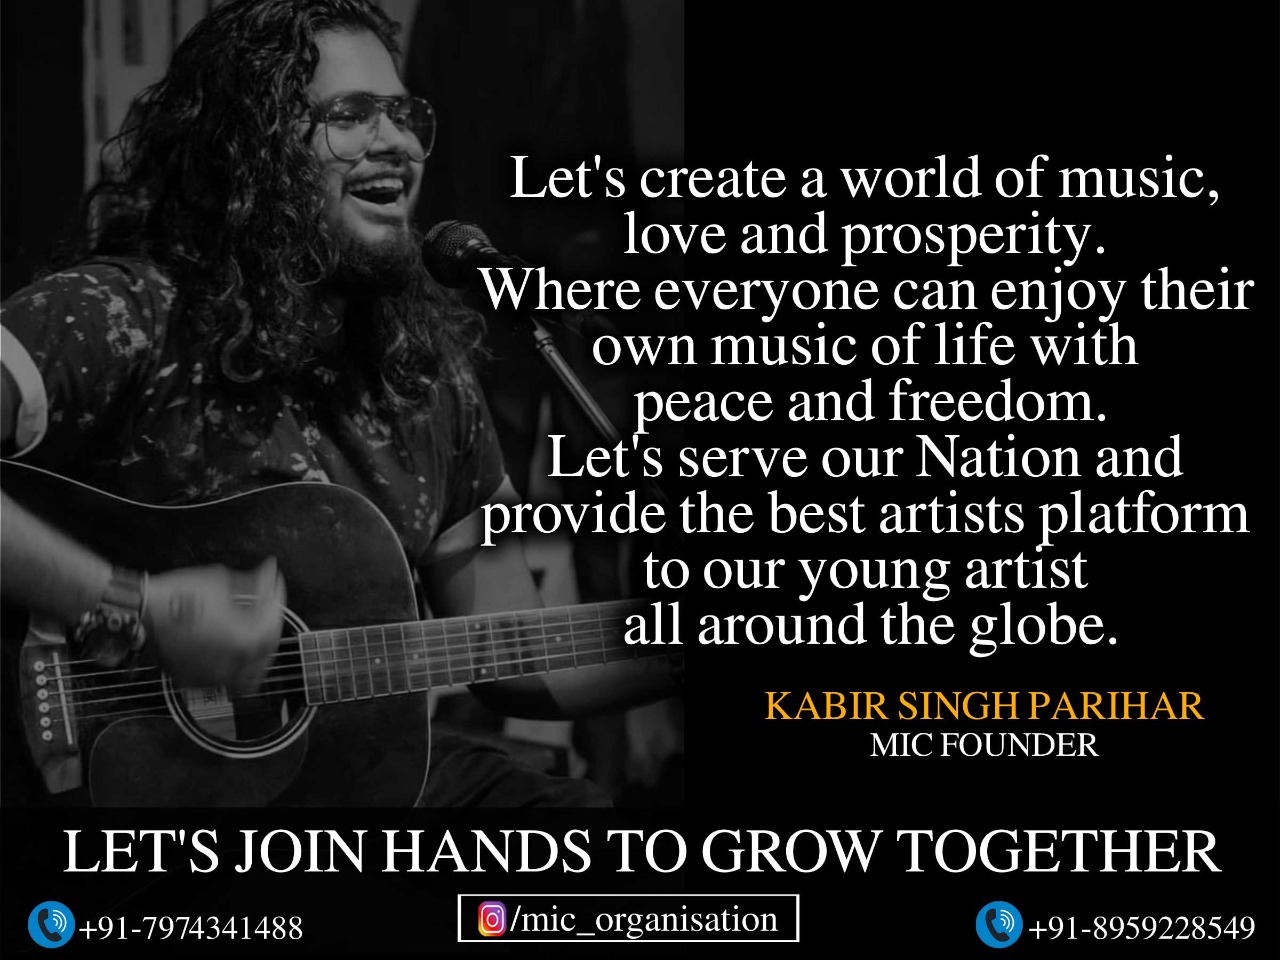 Let's create a world of music,
love and prosperity.
Where everyone can enjoy their
own music of life with
peace and freedom.
Let's serve our Nation and
provide the best artists platform
to our young artist
all around the globe.
KABIR SINGH PARIHAR
MIC FOUNDER
LET'S JOIN HANDS TO GROW TOGETHER
+91-7974341488
/mic_organisation
+91-8959228549